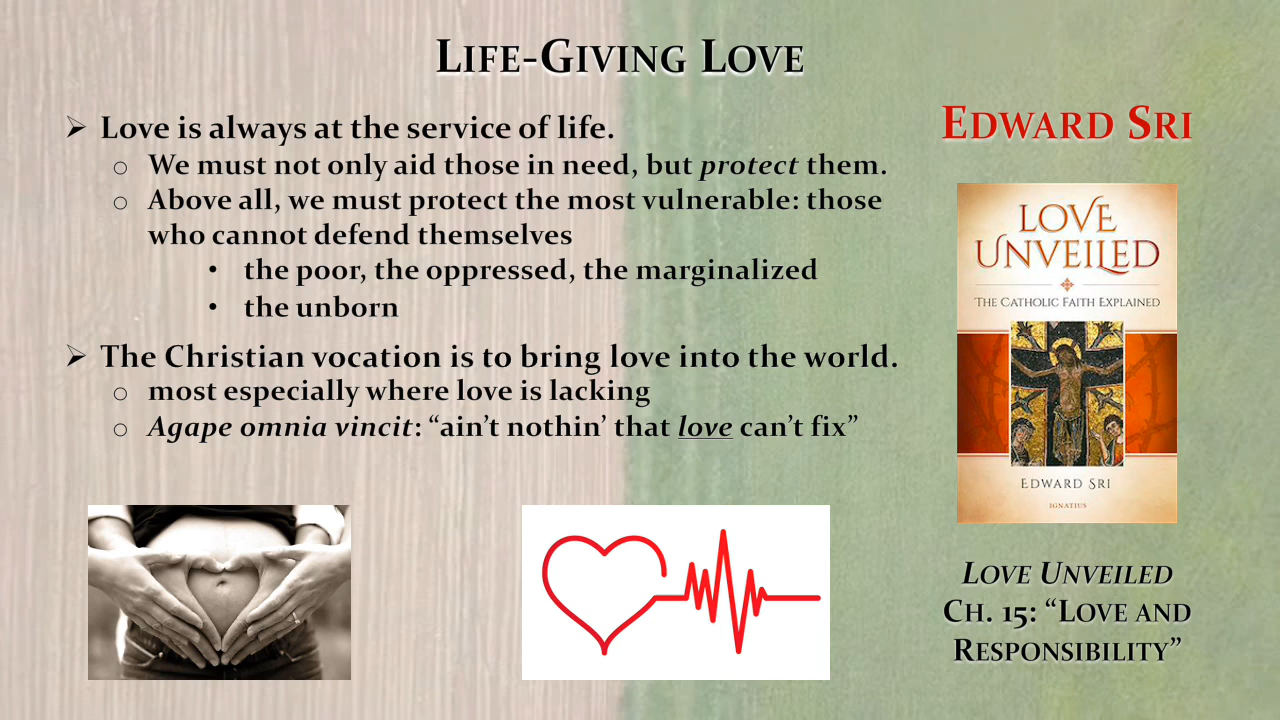 Life-Giving Love
➢ Love is always at the service of life.
o We must not only aid those in need, but protect them.
o Above all, we must protect the most vulnerable: those
who cannot defend themselves
• the poor, the oppressed, the marginalized
• the unborn
➢ The Christian vocation is to bring love into the world.
o most especially where love is lacking
o Agape omnia vincit: “ain’t nothin’ that love can’t fix”
Edward Sri
LOVE
UNVEILED
The Catholic Faith Explained
Edward Sri
IGNATIUS
Love Unveiled
Ch. 15: “Love and
Responsibility”